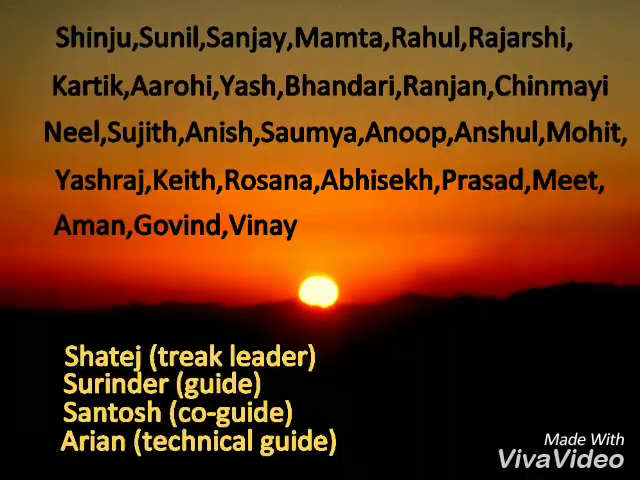 Shinju,Sunil,Sanjay,Mamta,Rahul,Rajarshi,
Kartik,Aarohi,Yash,Bhandari,Ranjan,Chinmayi
Neel,Sujith,Anish,Saumya,Anoop,Anshul,Mohit,
Yashraj,Keith,Rosana,Abhisekh,Prasad,Meet,
Aman,Govind,Vinay
Shatej (treak leader)
Surinder (guide)
Santosh (co-guide)
Arian (technical guide)
Made With
VivaVideo